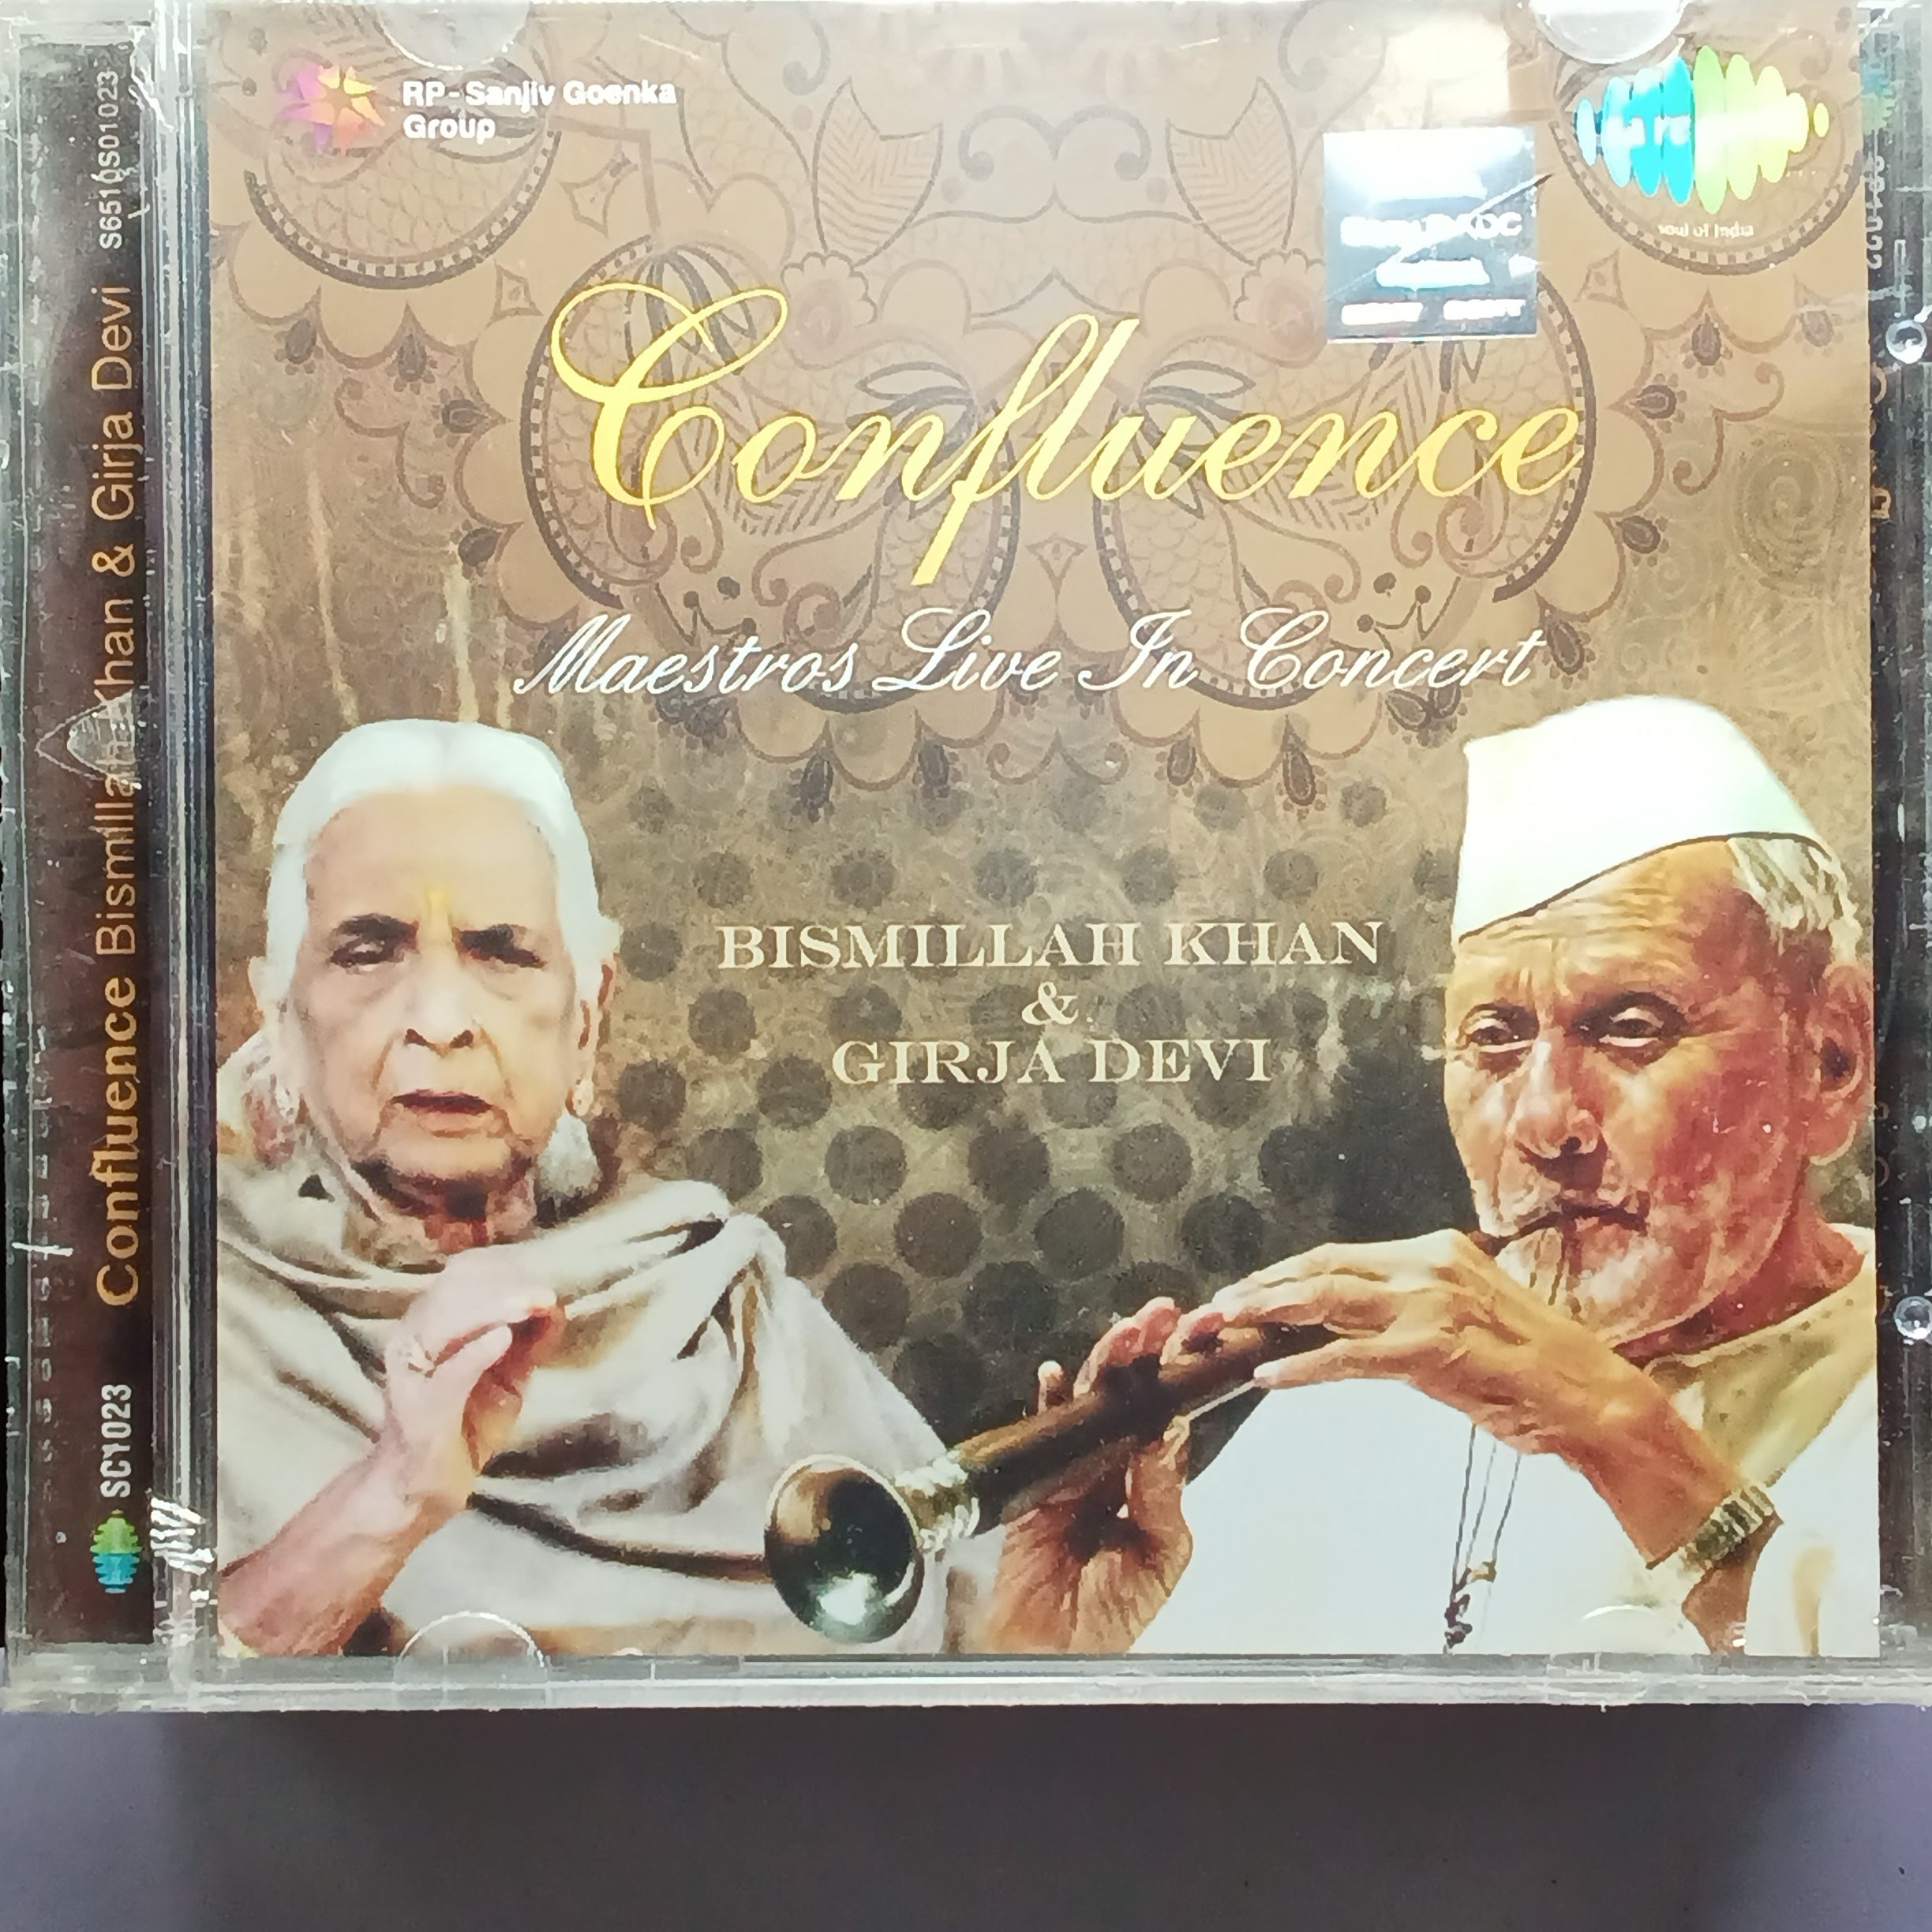 RP-Sanjiv Goenka
Group
soul of India
Confluence
Maestros Live In Concert
BISMILLAH KHAN
&
GIRJA DEVI
SC1023 Confluence Bismillah Khan & Girja Devi S6510S01023